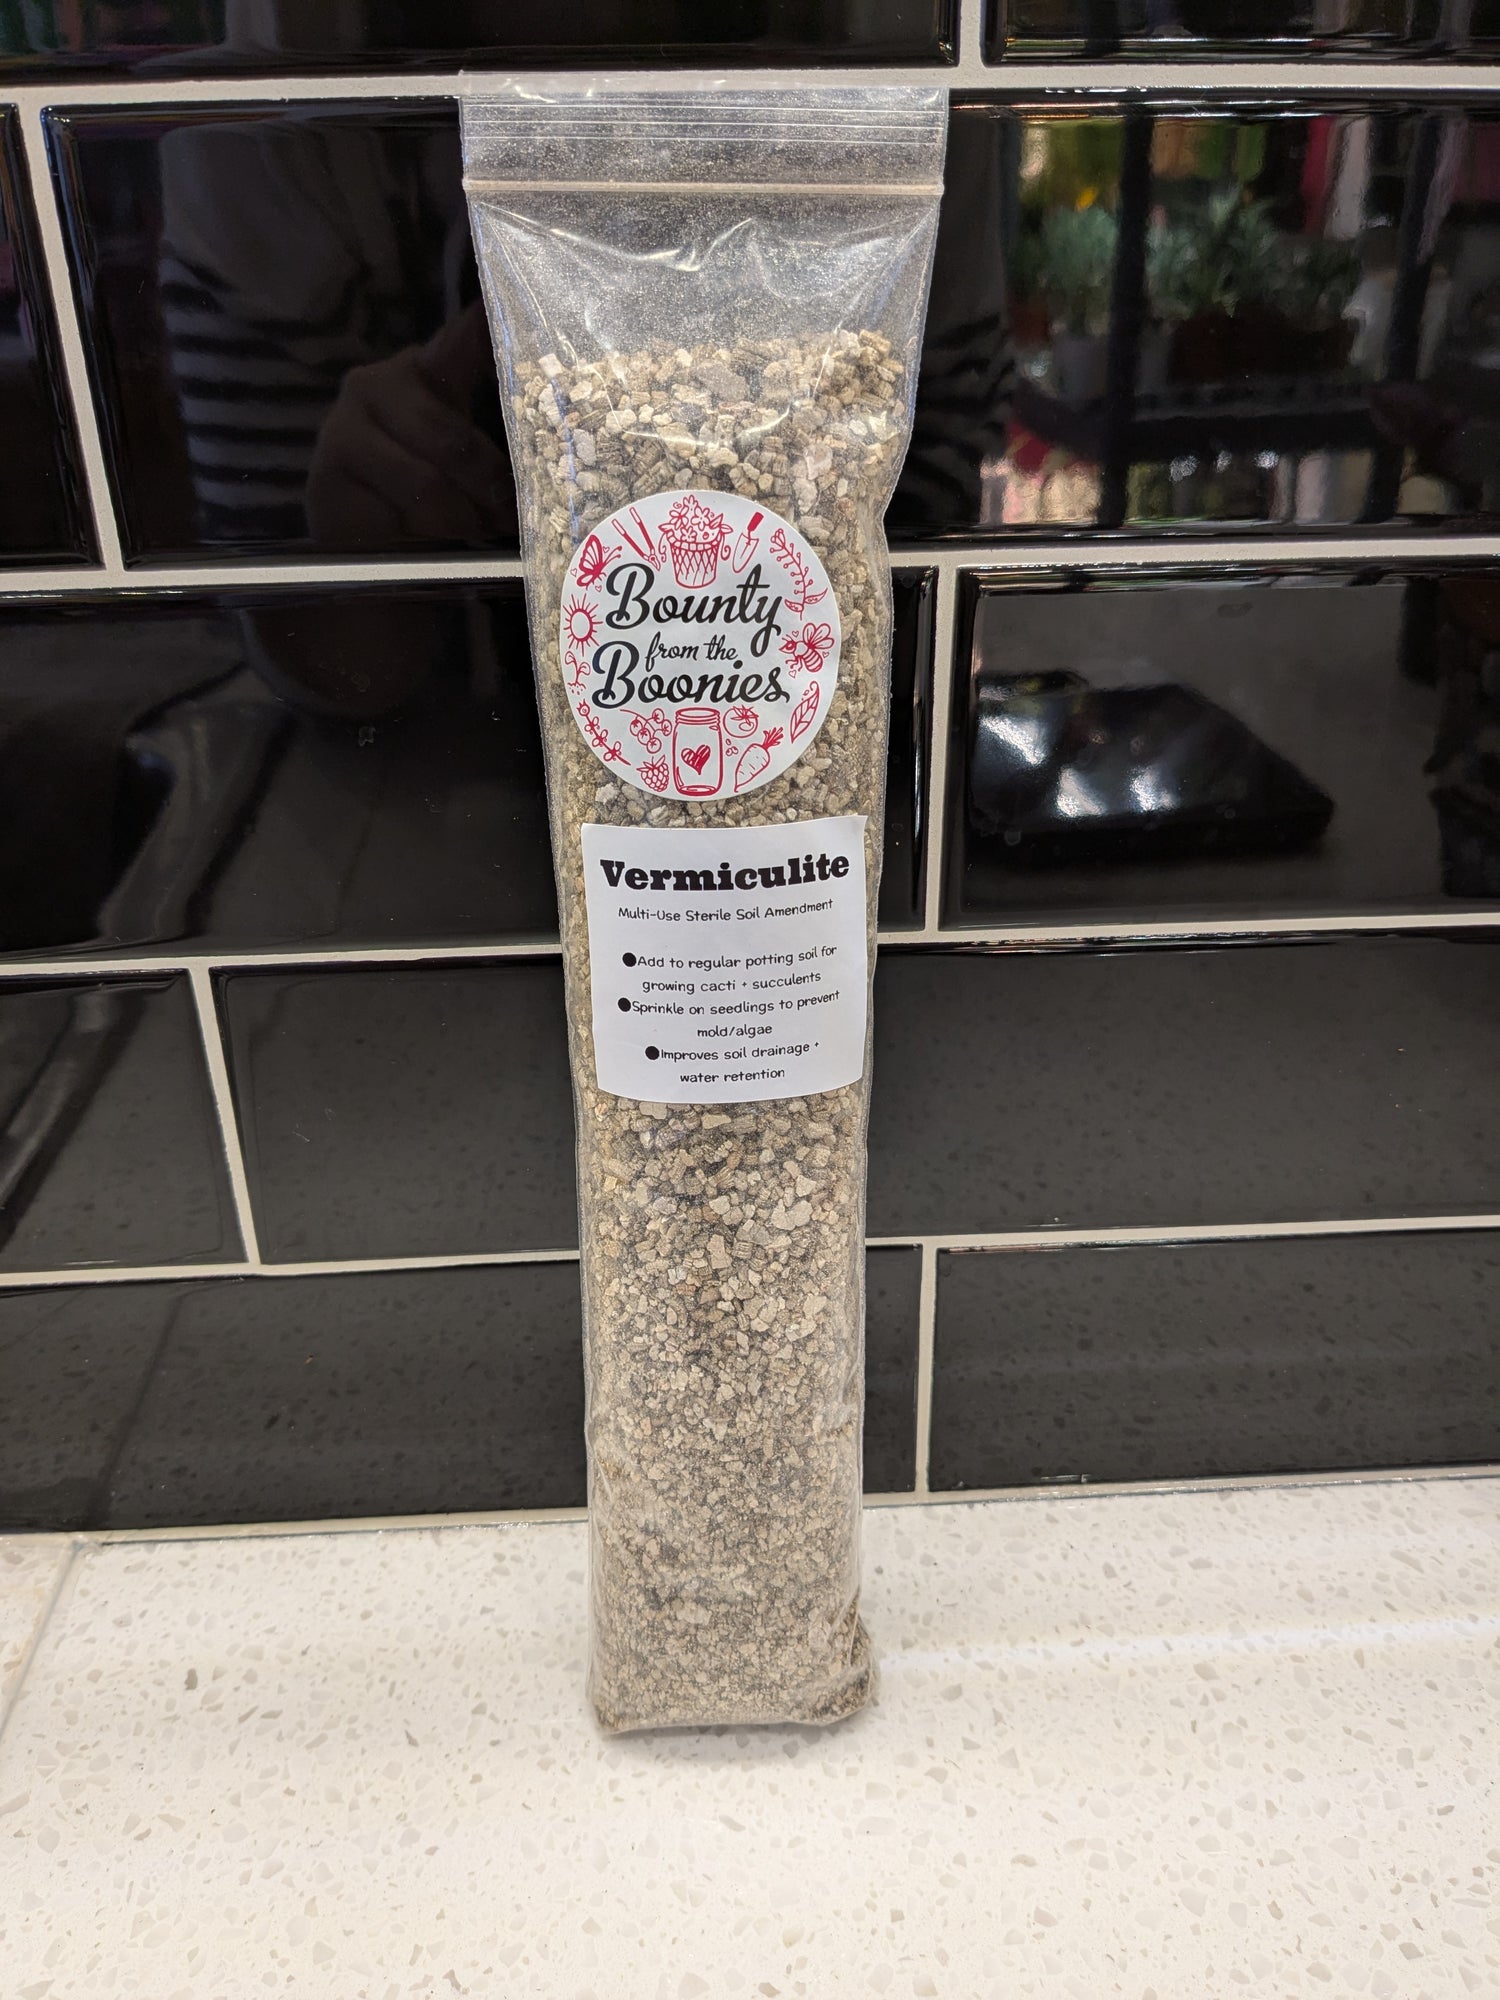 Bounty
from the
Boonies
Vermiculite
Multi-Use Sterile Soil Amendment
●Add to regular potting soil for
growing cacti + succulents
●Sprinkle on seedlings to prevent
mold/algae
●Improves soil drainage +
water retention